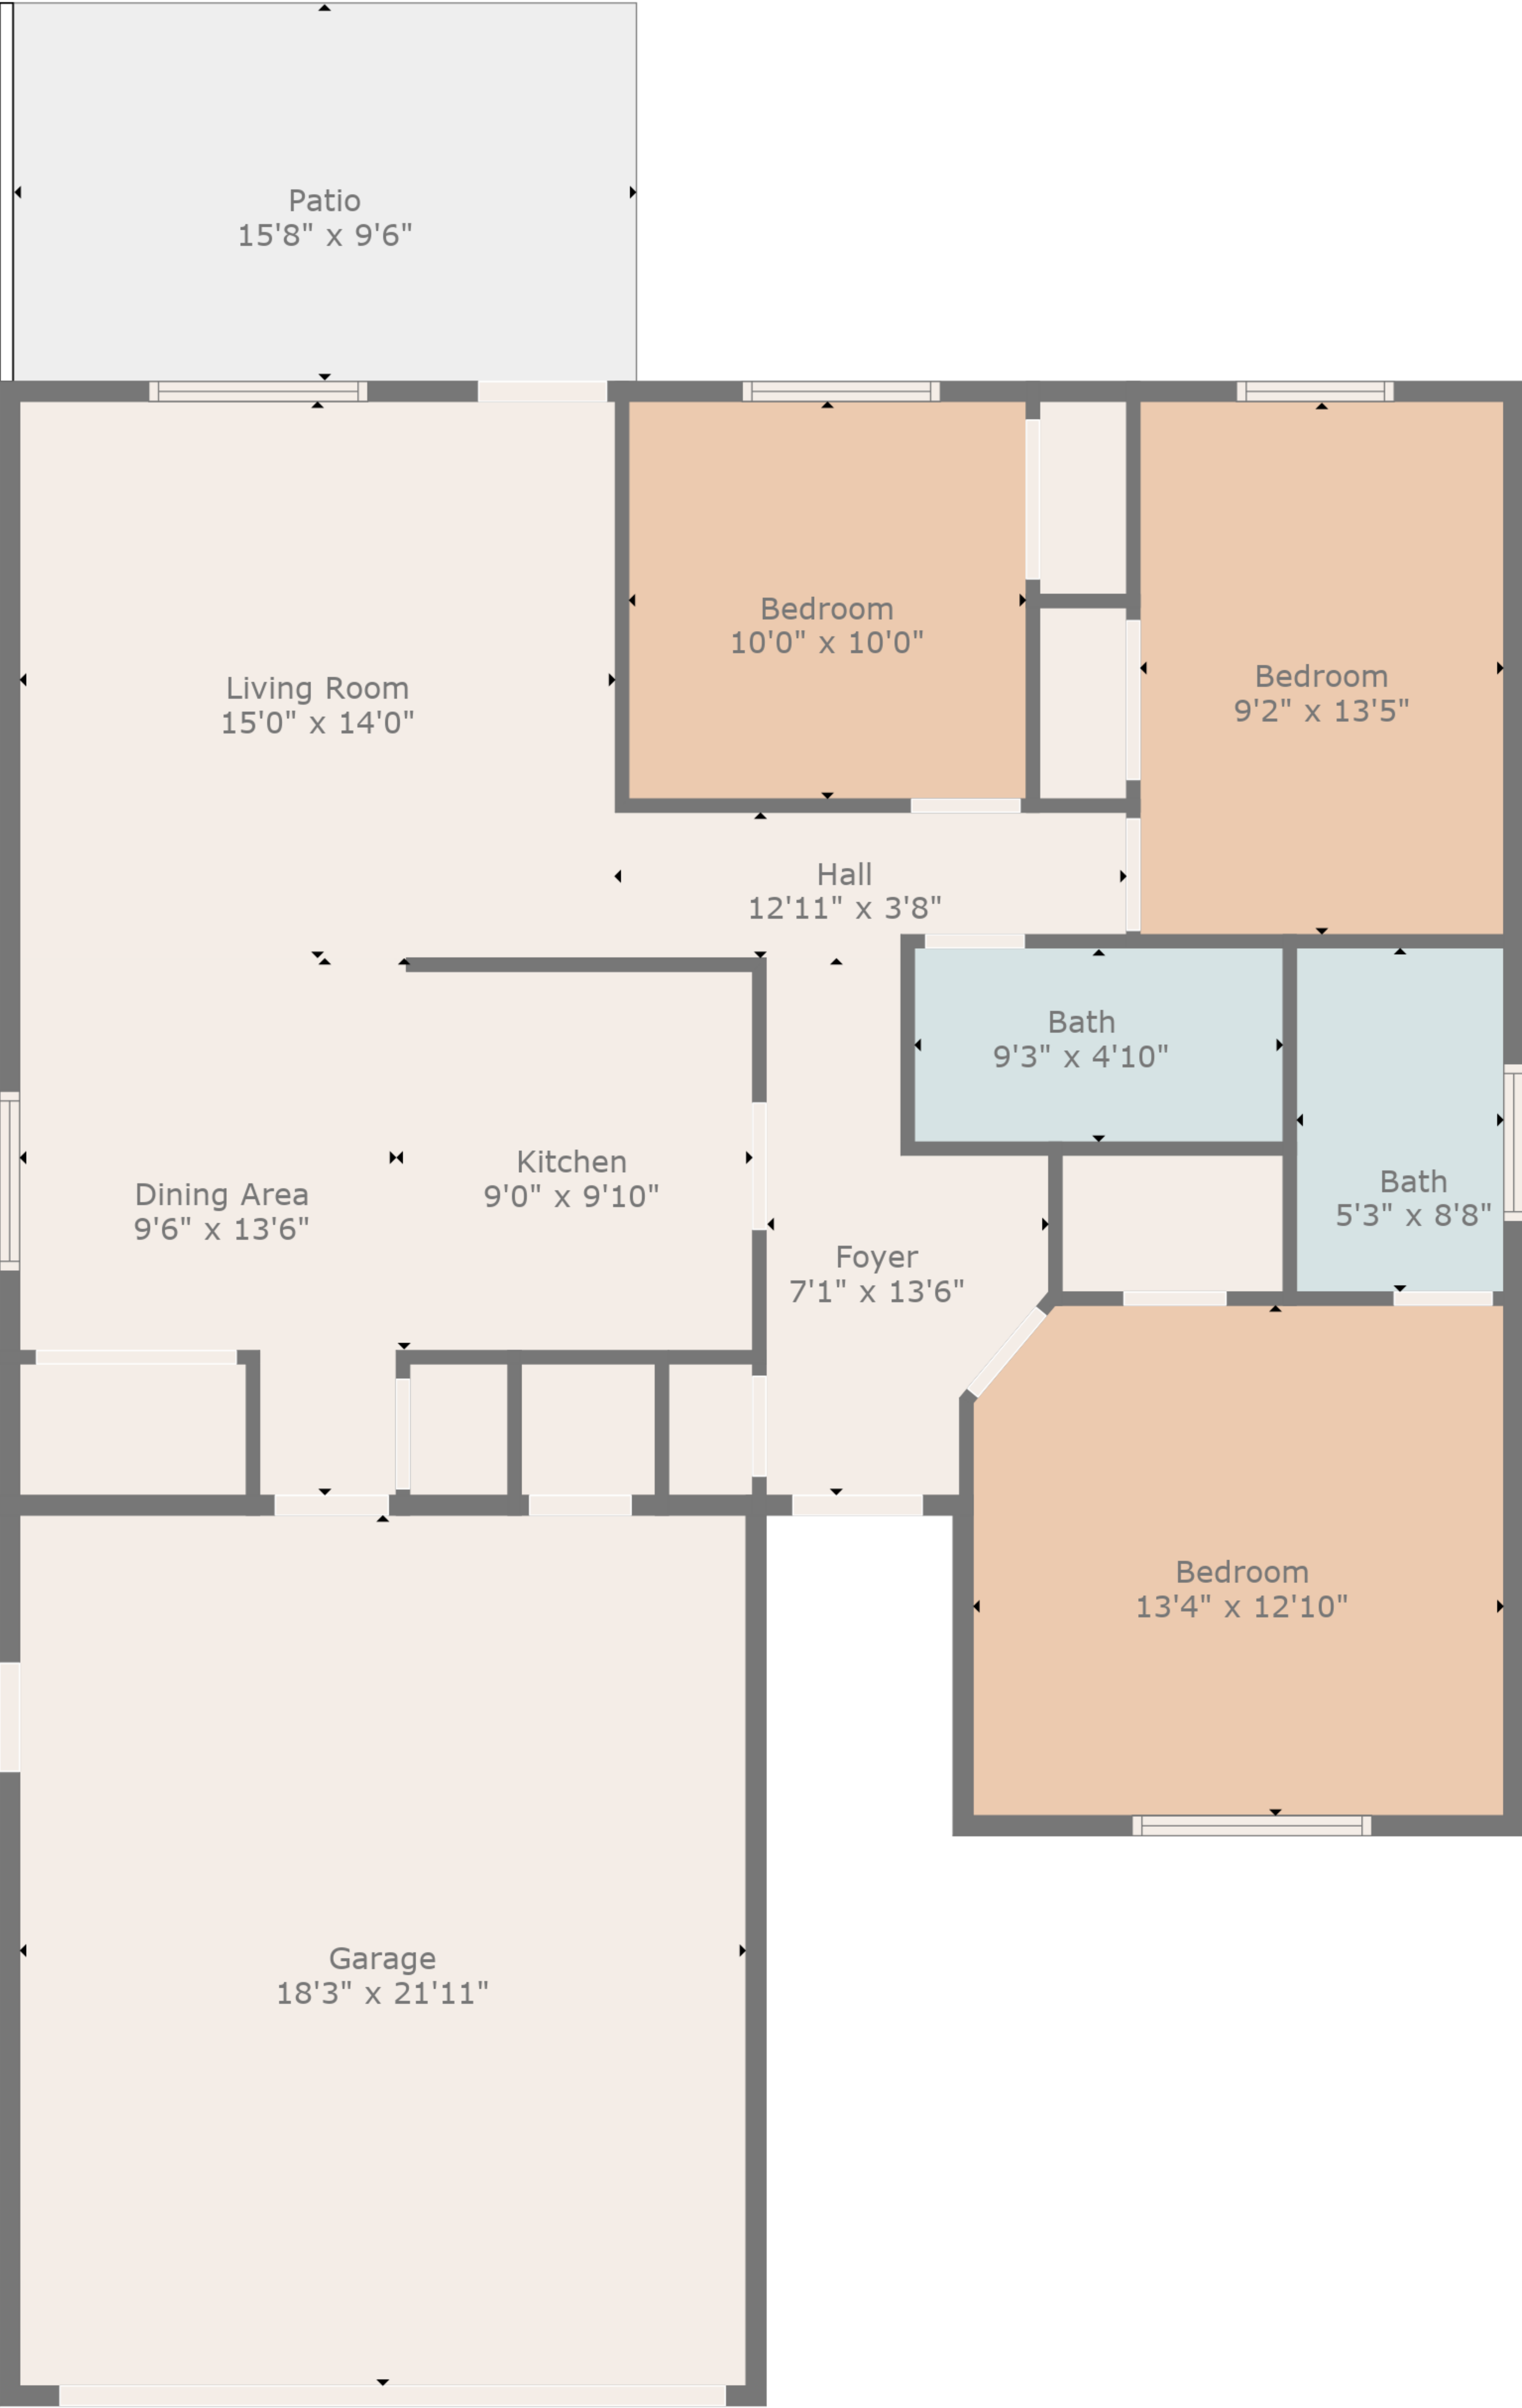 Patio
15'8" x 9'6"
Bedroom
10'0" x 10'0"
Bedroom
9'2" x 13'5"
Living Room
15'0" x 14'0"
Hall
12'11" x 3'8"
Bath
9'3" x 4'10"
Kitchen
9'0" x 9'10"
Dining Area
9'6" x 13'6"
Bath
5'3" x 8'8"
Foyer
7'1" x 13'6"
Bedroom
13'4" x 12'10"
Garage
18'3" x 21'11"